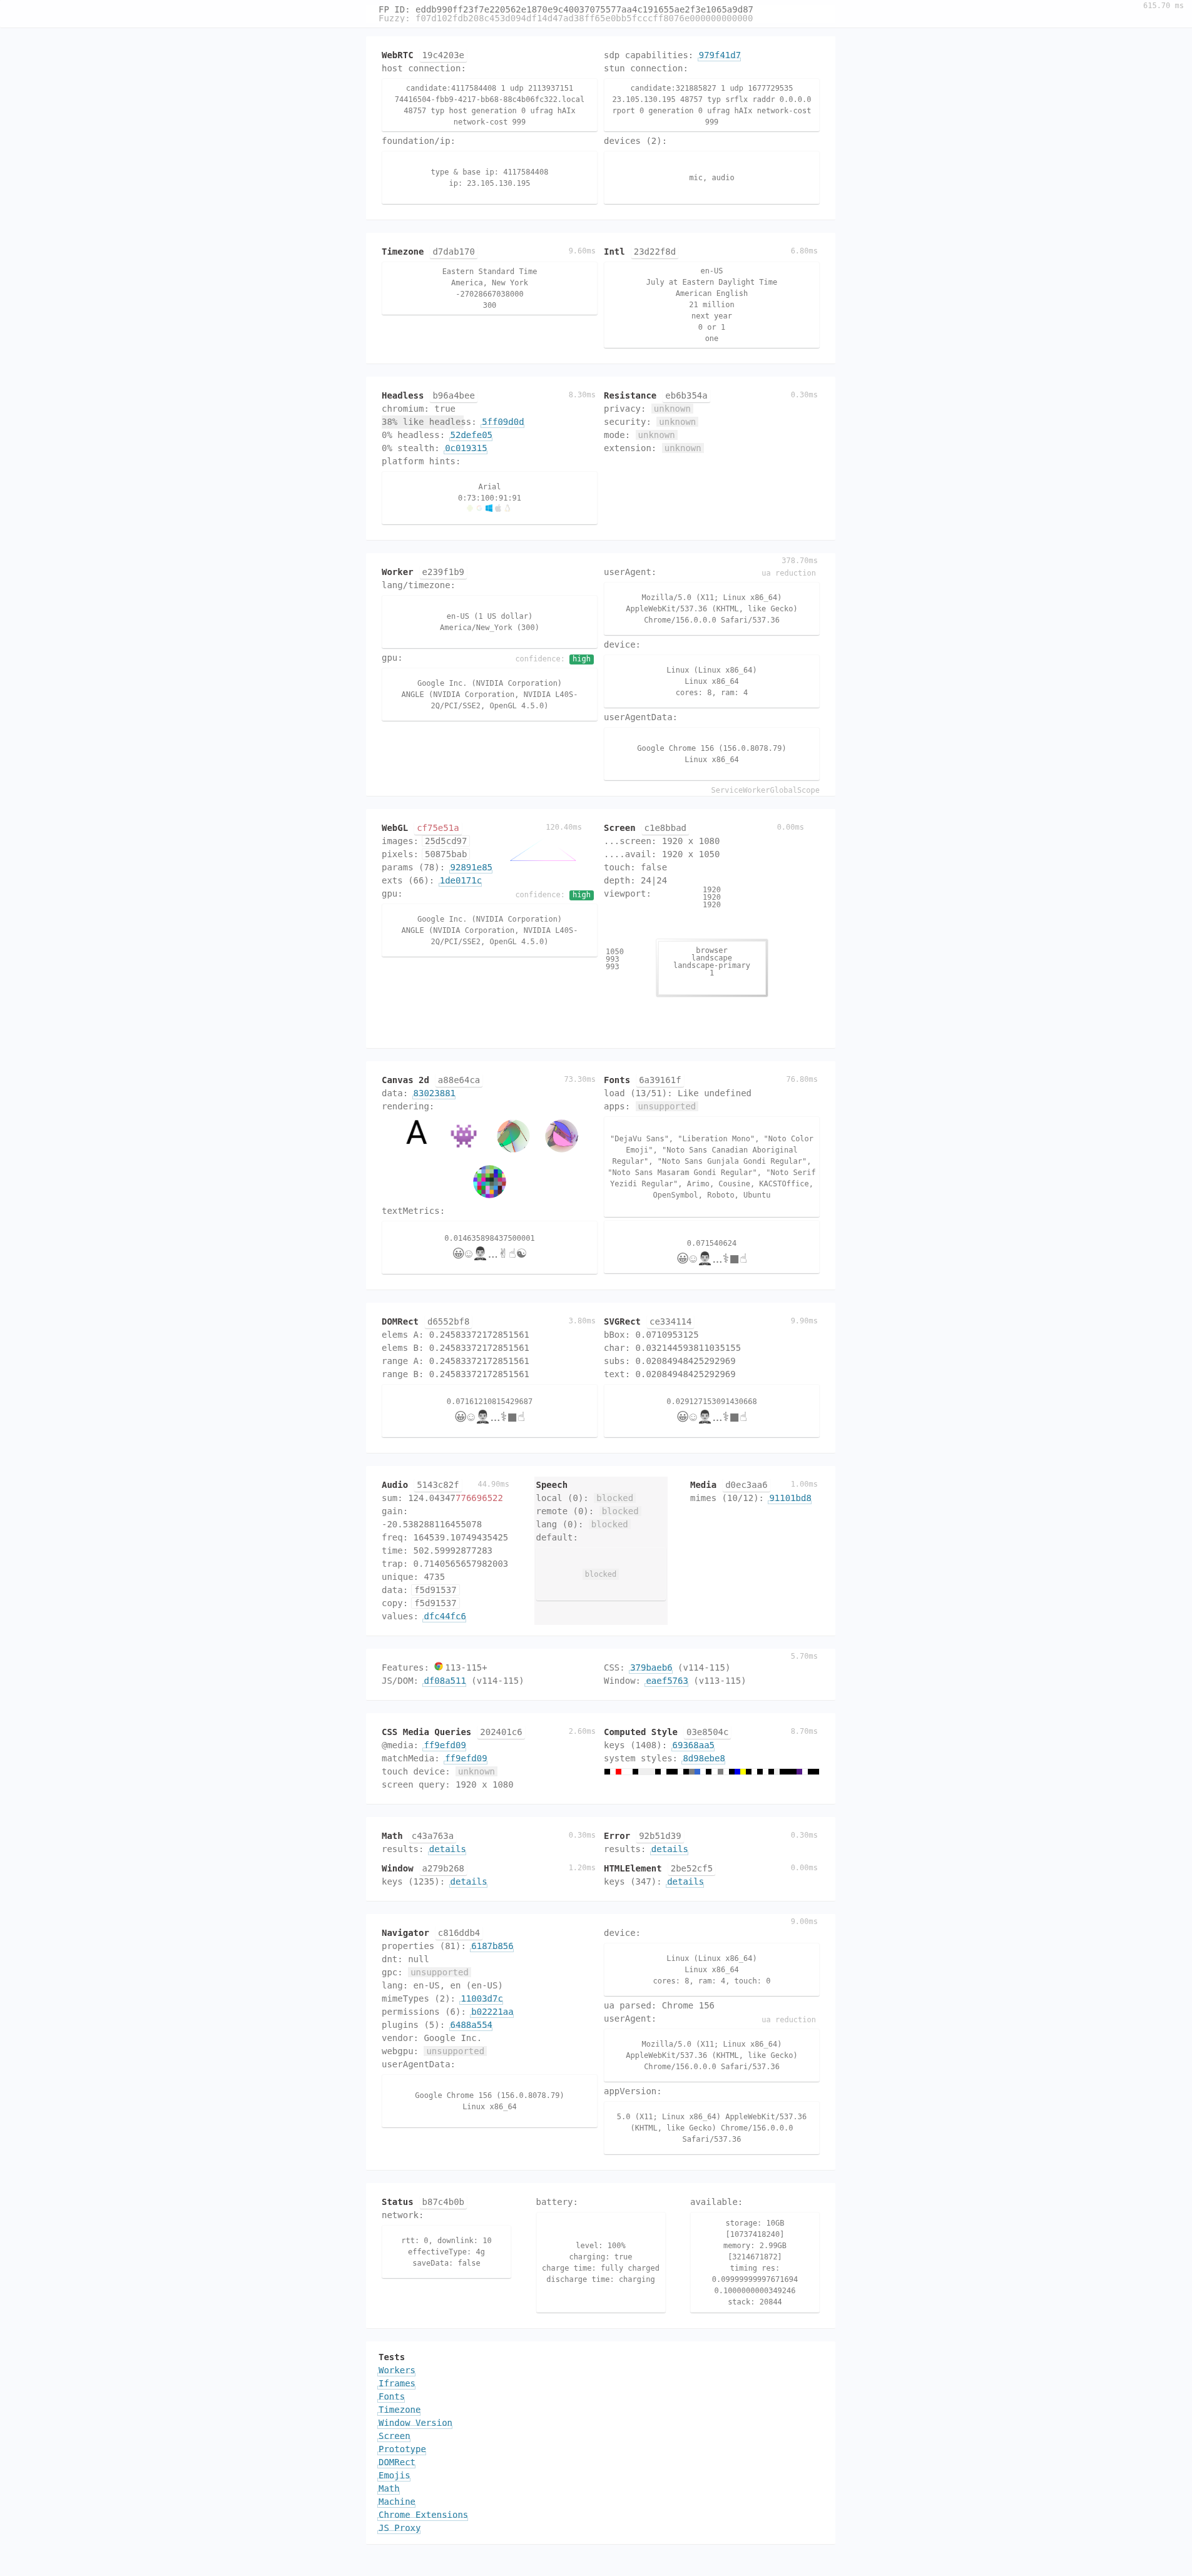 FP ID: eddb990ff23f7e220562e1870e9c40037075577aa4c191655ae2f3e1065a9d87
Fuzzy: f07d102fdb208c453d094df14d47ad38ff65e0bb5fcccff8076e000000000000
615.70 ms
WebRTC 19c4203e
host connection:
candidate:4117584408 1 udp 2113937151
74416504-fbb9-4217-bb68-88c4b06fc322.local
48757 typ host generation 0 ufrag hAIx
network-cost 999
foundation/ip:
type & base ip: 4117584408
ip: 23.105.130.195
sdp capabilities: 979f41d7
stun connection:
candidate:321885827 1 udp 1677729535
23.105.130.195 48757 typ srflx raddr 0.0.0.0
rport 0 generation 0 ufrag hAIx network-cost
999
devices (2):
mic, audio
Timezone d7dab170 9.60ms
Eastern Standard Time
America, New York
-27028667038000
300
Intl 23d22f8d 6.80ms
en-US
July at Eastern Daylight Time
American English
21 million
next year
0 or 1
one
Headless b96a4bee 8.30ms
chromium: true
38% like headless: 5ff09d0d
0% headless: 52defe05
0% stealth: 0c019315
platform hints:
Arial
0:73:100:91:91
Resistance eb6b354a 0.30ms
privacy: unknown
security: unknown
mode: unknown
extension: unknown
378.70ms
Worker e239f1b9
lang/timezone:
en-US (1 US dollar)
America/New_York (300)
gpu: confidence: high
Google Inc. (NVIDIA Corporation)
ANGLE (NVIDIA Corporation, NVIDIA L40S-
2Q/PCI/SSE2, OpenGL 4.5.0)
userAgent: ua reduction
Mozilla/5.0 (X11; Linux x86_64)
AppleWebKit/537.36 (KHTML, like Gecko)
Chrome/156.0.0.0 Safari/537.36
device:
Linux (Linux x86_64)
Linux x86_64
cores: 8, ram: 4
userAgentData:
Google Chrome 156 (156.0.8078.79)
Linux x86_64
ServiceWorkerGlobalScope
WebGL cf75e51a 120.40ms
images: 25d5cd97
pixels: 50875bab
params (78): 92891e85
exts (66): 1de0171c
gpu: confidence: high
Google Inc. (NVIDIA Corporation)
ANGLE (NVIDIA Corporation, NVIDIA L40S-
2Q/PCI/SSE2, OpenGL 4.5.0)
Screen c1e8bbad 0.00ms
...screen: 1920 x 1080
....avail: 1920 x 1050
touch: false
depth: 24|24
viewport:
1920
1920
1920
1050
993
993
browser
landscape
landscape-primary
1
Canvas 2d a88e64ca 73.30ms
data: 83023881
rendering:
A
textMetrics:
0.014635898437500001
Fonts 6a39161f 76.80ms
load (13/51): Like undefined
apps: unsupported
"DejaVu Sans", "Liberation Mono", "Noto Color
Emoji", "Noto Sans Canadian Aboriginal
Regular", "Noto Sans Gunjala Gondi Regular",
"Noto Sans Masaram Gondi Regular", "Noto Serif
Yezidi Regular", Arimo, Cousine, KACSTOffice,
OpenSymbol, Roboto, Ubuntu
0.071540624
DOMRect d6552bf8 3.80ms
elems A: 0.24583372172851561
elems B: 0.24583372172851561
range A: 0.24583372172851561
range B: 0.24583372172851561
0.07161210815429687
SVGRect ce334114 9.90ms
bBox: 0.0710953125
char: 0.032144593811035155
subs: 0.02084948425292969
text: 0.02084948425292969
0.029127153091430668
Audio 5143c82f 44.90ms
sum: 124.04347776696522
gain:
-20.538288116455078
freq: 164539.10749435425
time: 502.59992877283
trap: 0.7140565657982003
unique: 4735
data: f5d91537
copy: f5d91537
values: dfc44fc6
Speech
local (0): blocked
remote (0): blocked
lang (0): blocked
default:
blocked
Media d0ec3aa6 1.00ms
mimes (10/12): 91101bd8
5.70ms
Features: 113-115+
JS/DOM: df08a511 (v114-115)
CSS: 379baeb6 (v114-115)
Window: eaef5763 (v113-115)
CSS Media Queries 202401c6 2.60ms
@media: ff9efd09
matchMedia: ff9efd09
touch device: unknown
screen query: 1920 x 1080
Computed Style 03e8504c 8.70ms
keys (1408): 69368aa5
system styles: 8d98ebe8
Math c43a763a 0.30ms
results: details
Error 92b51d39 0.30ms
results: details
Window a279b268 1.20ms
keys (1235): details
HTMLElement 2be52cf5 0.00ms
keys (347): details
9.00ms
Navigator c816ddb4
properties (81): 6187b856
dnt: null
gpc: unsupported
lang: en-US, en (en-US)
mimeTypes (2): 11003d7c
permissions (6): b02221aa
plugins (5): 6488a554
vendor: Google Inc.
webgpu: unsupported
userAgentData:
Google Chrome 156 (156.0.8078.79)
Linux x86_64
device:
Linux (Linux x86_64)
Linux x86_64
cores: 8, ram: 4, touch: 0
ua parsed: Chrome 156
userAgent: ua reduction
Mozilla/5.0 (X11; Linux x86_64)
AppleWebKit/537.36 (KHTML, like Gecko)
Chrome/156.0.0.0 Safari/537.36
appVersion:
5.0 (X11; Linux x86_64) AppleWebKit/537.36
(KHTML, like Gecko) Chrome/156.0.0.0
Safari/537.36
Status b87c4b0b
network:
rtt: 0, downlink: 10
effectiveType: 4g
saveData: false
battery:
level: 100%
charging: true
charge time: fully charged
discharge time: charging
available:
storage: 10GB
[10737418240]
memory: 2.99GB
[3214671872]
timing res:
0.09999999997671694
0.1000000000349246
stack: 20844
Tests
Workers
Iframes
Fonts
Timezone
Window Version
Screen
Prototype
DOMRect
Emojis
Math
Machine
Chrome Extensions
JS Proxy